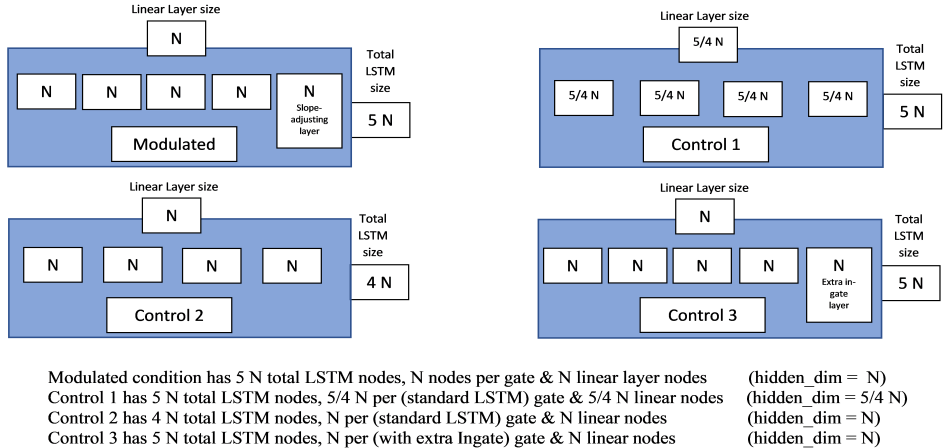 Linear Layer size
N
Total
LSTM
size
N
N
N
N
N
Slope-
adjusting
layer
5 N
Modulated
Linear Layer size
5/4 N
Total
LSTM
size
5/4 N
5/4 N
5/4 N
5/4 N
5 N
Control 1
Linear Layer size
N
Total
LSTM
size
N
N
N
N
4 N
Control 2
Linear Layer size
N
Total
LSTM
size
N
N
N
N
N
Extra in-
gate
layer
5 N
Control 3
Modulated condition has 5 N total LSTM nodes, N nodes per gate & N linear layer nodes (hidden_dim = N)
Control 1 has 5 N total LSTM nodes, 5/4 N per (standard LSTM) gate & 5/4 N linear nodes (hidden_dim = 5/4 N)
Control 2 has 4 N total LSTM nodes, N per (standard LSTM) gate & N linear nodes (hidden_dim = N)
Control 3 has 5 N total LSTM nodes, N per (with extra Ingate) gate & N linear nodes (hidden_dim = N)